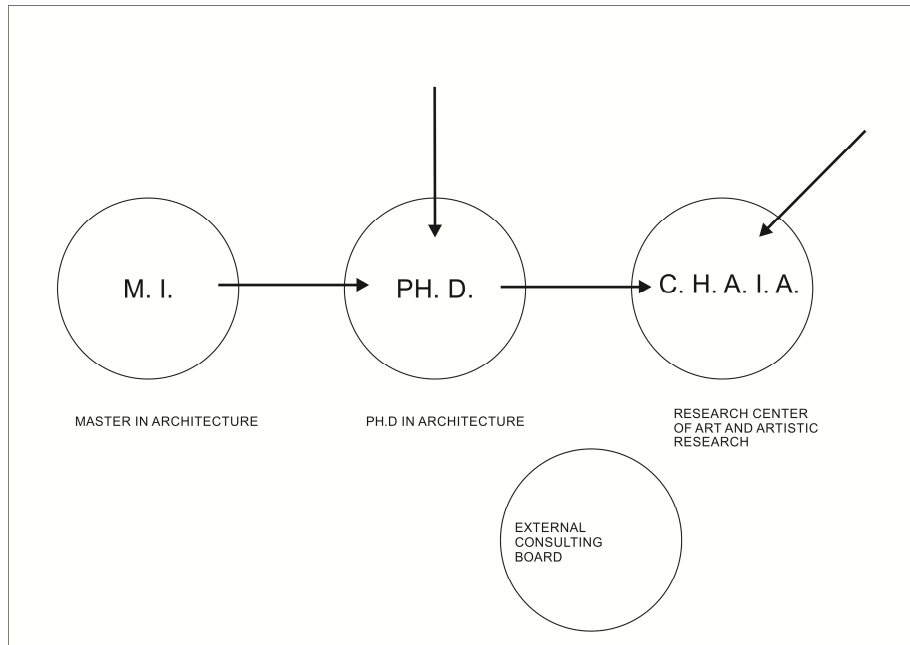 M. I.
PH. D.
C. H. A. I. A.
MASTER IN ARCHITECTURE
PH.D IN ARCHITECTURE
RESEARCH CENTER
OF ART AND ARTISTIC
RESEARCH
EXTERNAL
CONSULTING
BOARD